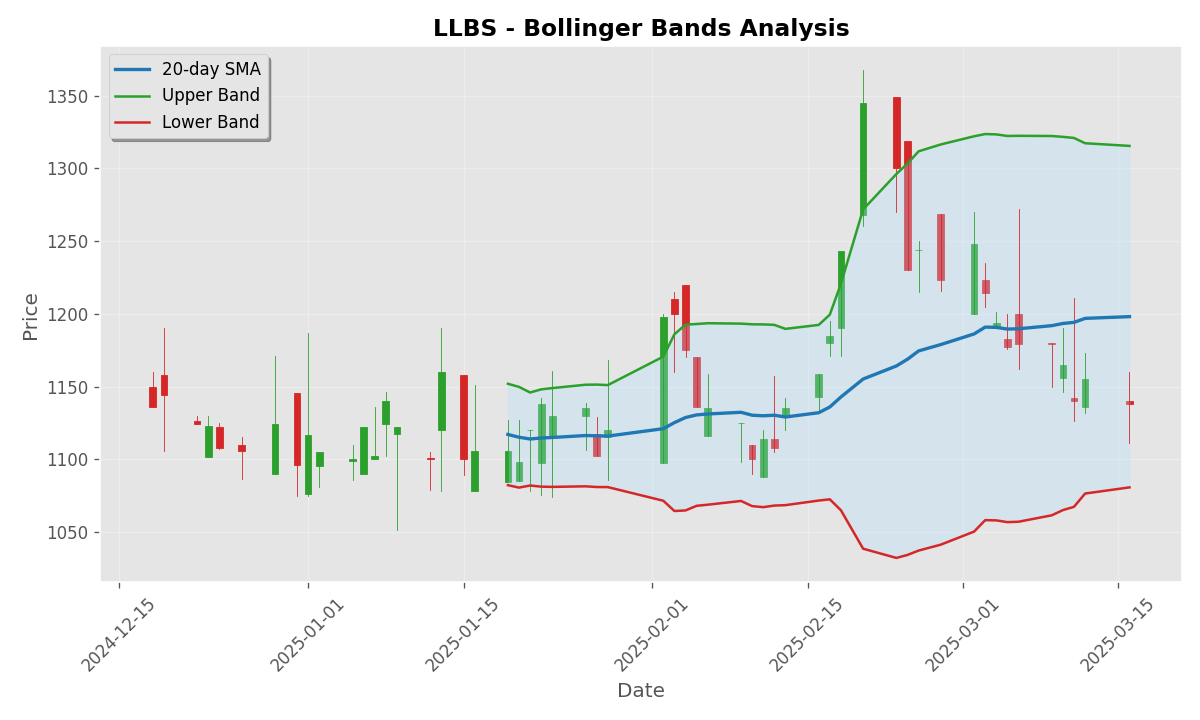 LLBS - Bollinger Bands Analysis
20-day SMA
Upper Band
Lower Band
1350
1300
1250
1200
1150
1100
1050
Price
2024-12-15
2025-01-01
2025-01-15
2025-02-01
2025-02-15
2025-03-01
2025-03-15
Date